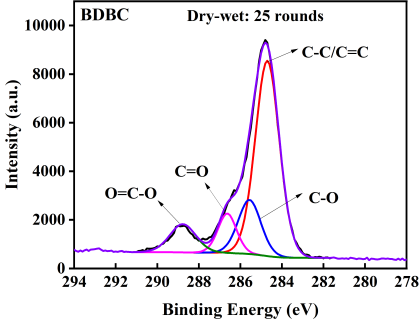 BDBC
Dry-wet: 25 rounds
10000
8000
6000
4000
2000
0
Intensity (a.u.)
C-C/C=C
C=O
O=C-O
C-O
294 292 290 288 286 284 282 280 278
Binding Energy (eV)